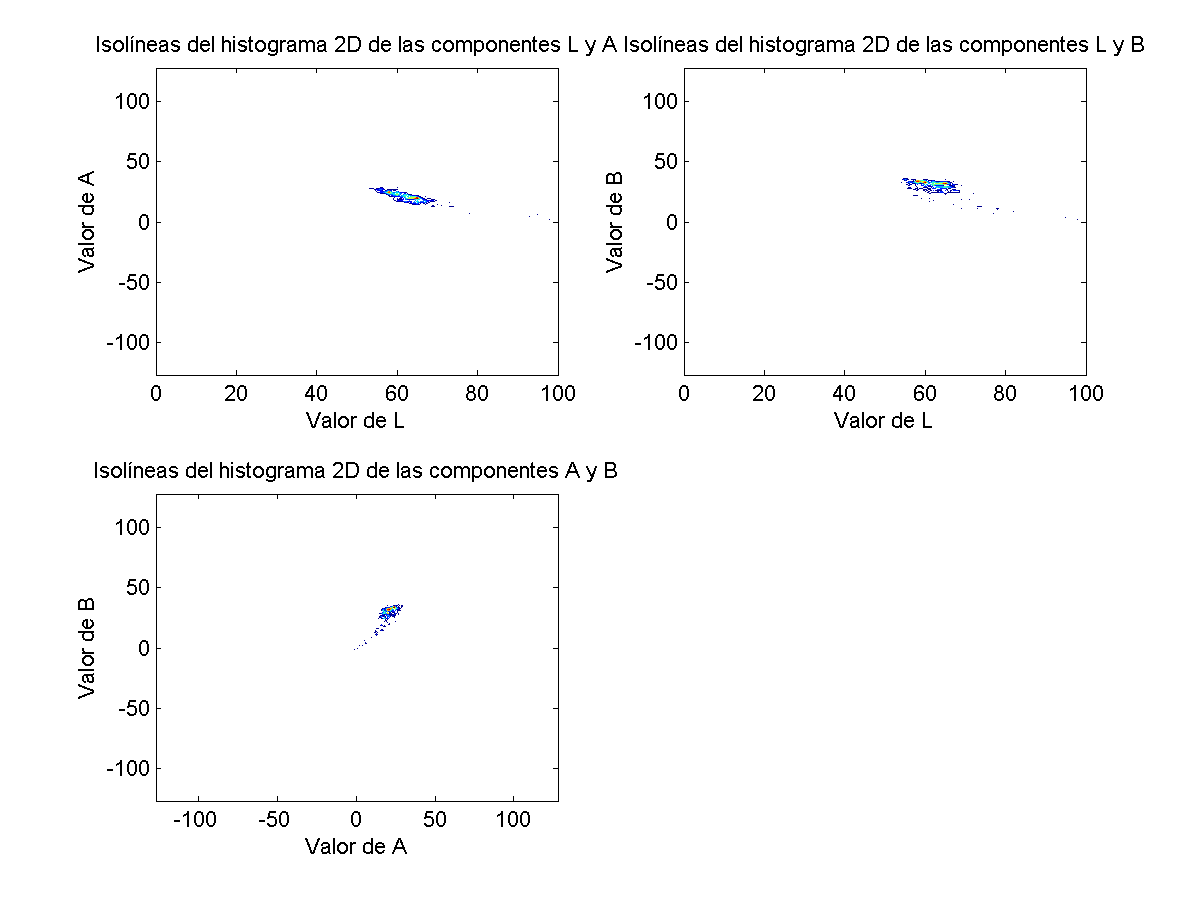 Isolíneas del histograma 2D de las componentes L y A
Isolíneas del histograma 2D de las componentes L y B
100
50
0
-50
-100
Valor de A
0 20 40 60 80 100
Valor de L
100
50
0
-50
-100
Valor de B
0 20 40 60 80 100
Valor de L
Isolíneas del histograma 2D de las componentes A y B
100
50
0
-50
-100
Valor de B
-100 -50 0 50 100
Valor de A